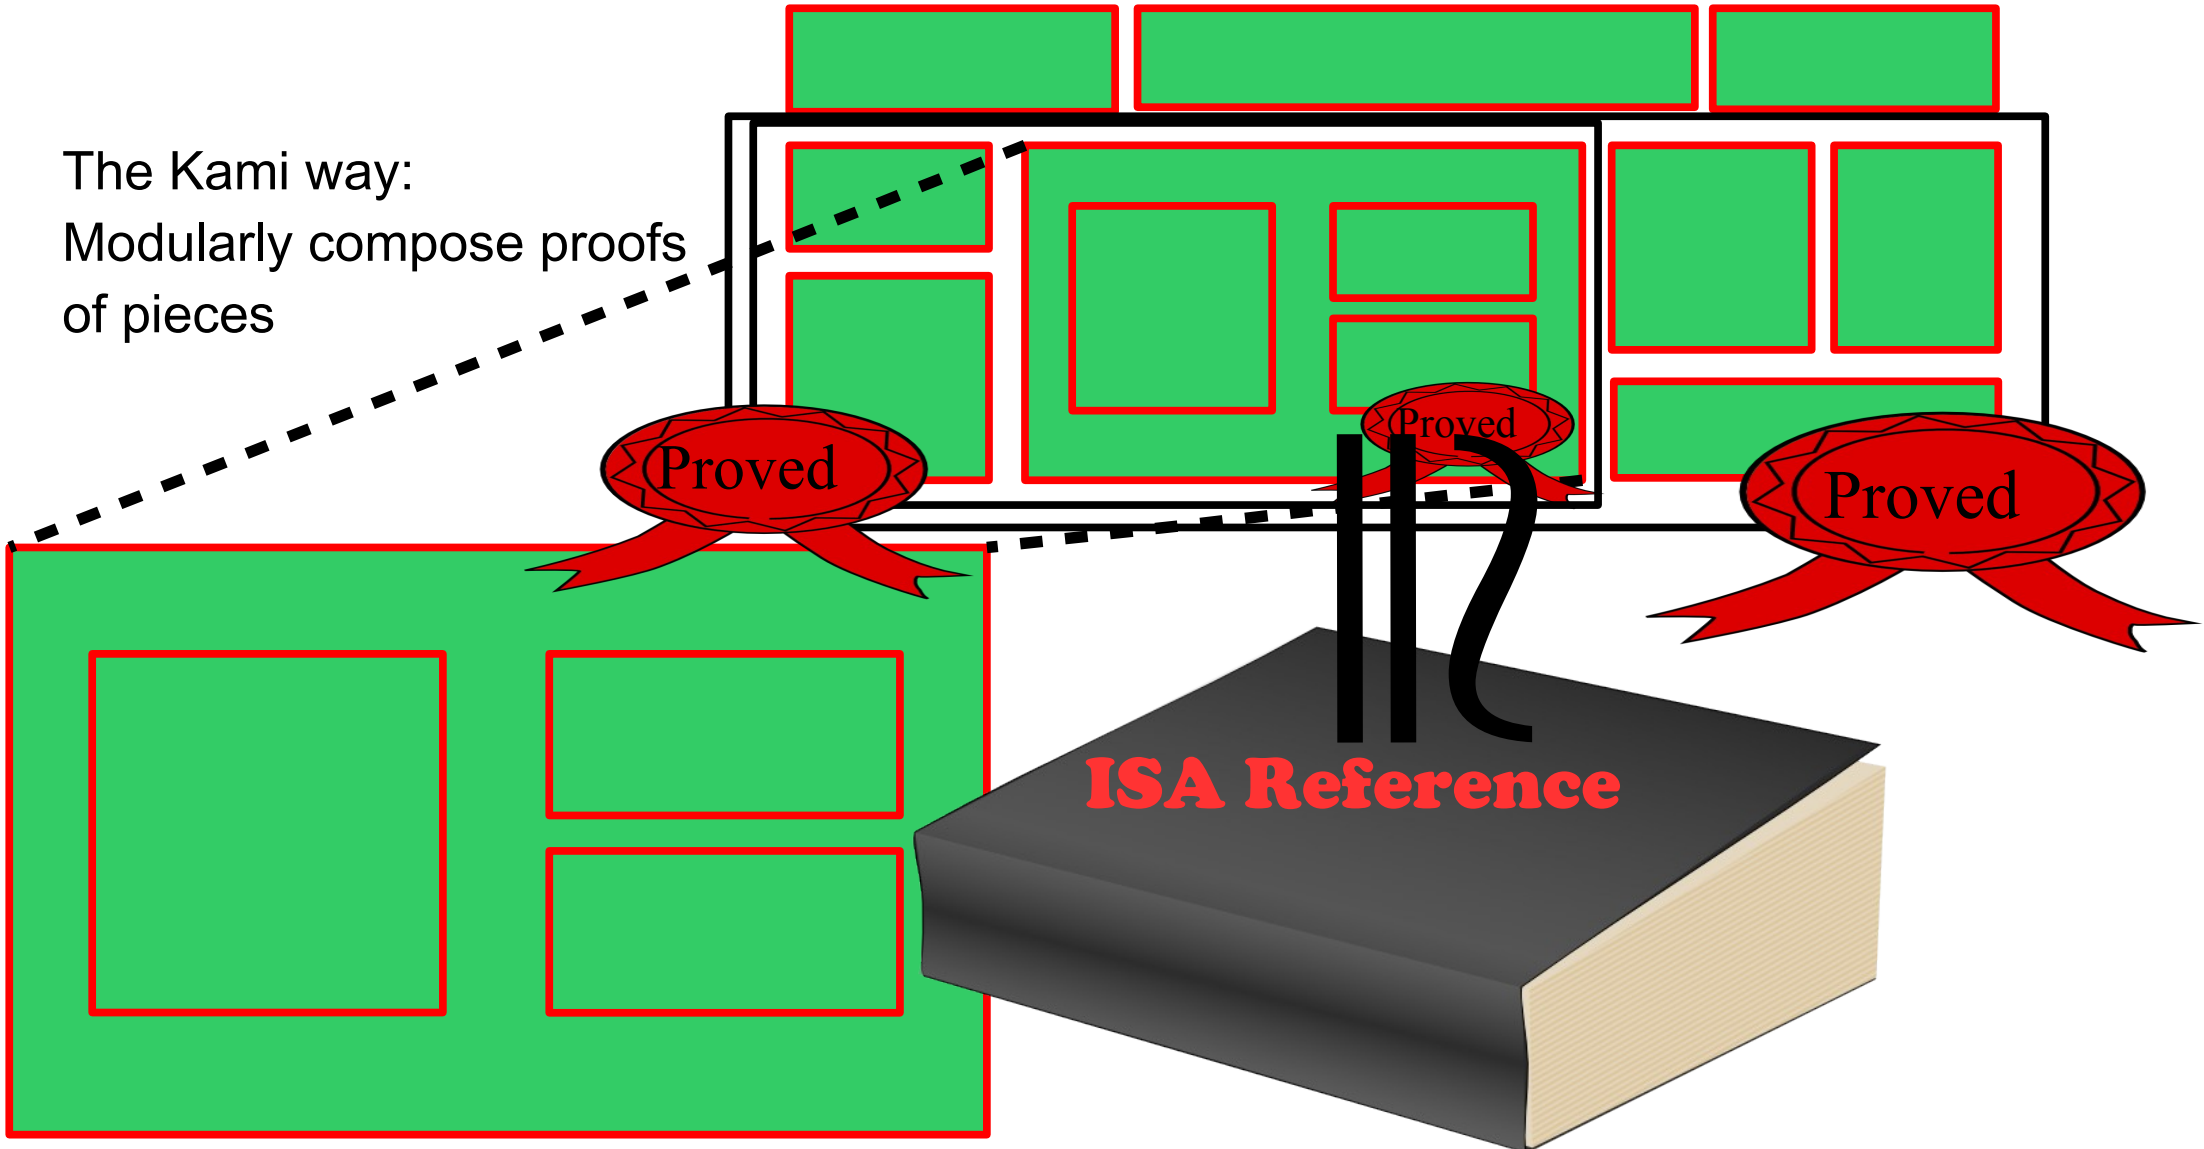 The Kami way:
Modularly compose proofs
of pieces
Proved
Proved
Proved
ISA Reference